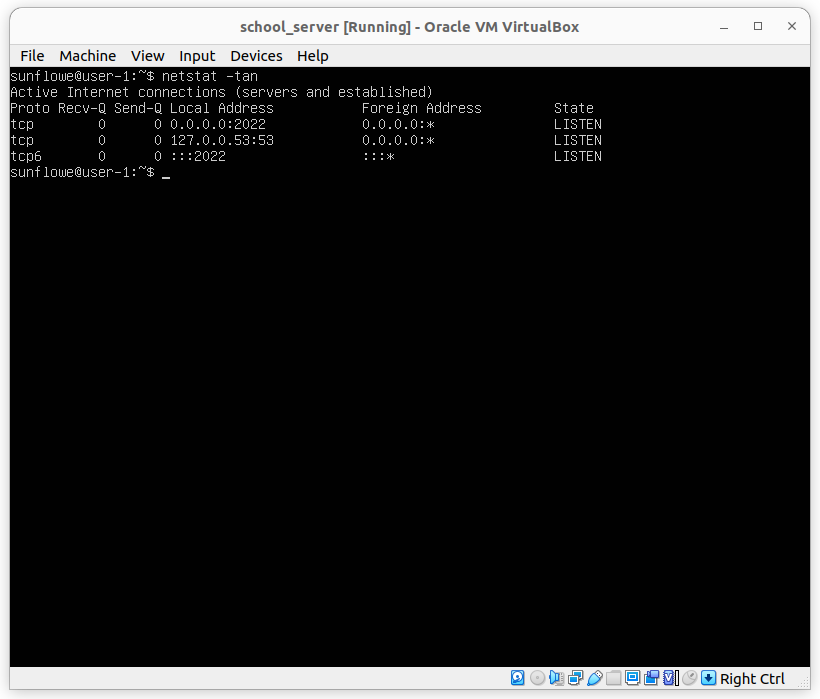 school_server [Running] - Oracle VM VirtualBox
File Machine View Input Devices Help
sunflowe@user-1:~$ netstat -tan
Active Internet connections (servers and established)
Proto Recv-Q Send-Q Local Address Foreign Address State
tcp 0 0 0.0.0.0:2022 0.0.0.0:* LISTEN
tcp 0 0 127.0.0.53:53 0.0.0.0:* LISTEN
tcp6 0 0 :::2022 :::* LISTEN
sunflowe@user-1:~$ _
Right Ctrl